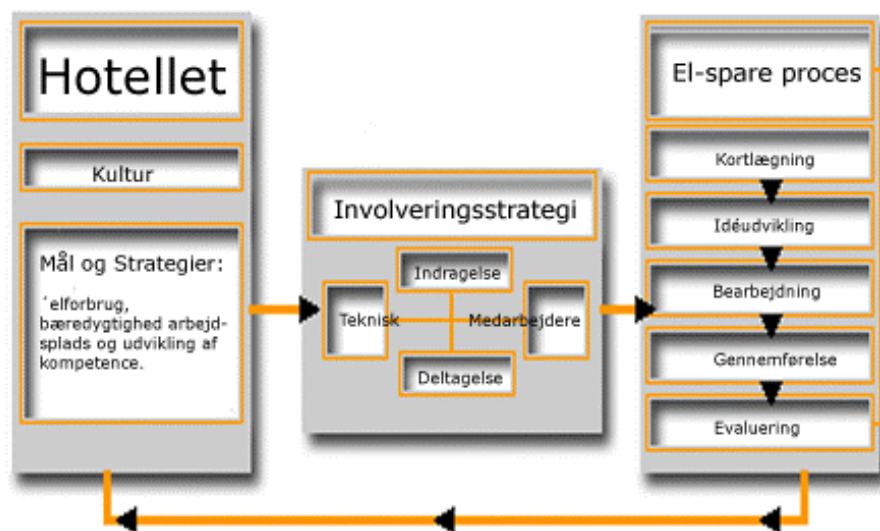 Hotellet
Kultur
Mål og Strategier:
´elforbrug,
bæredygtighed arbejd-
splads og udvikling af
kompetence.
Involveringsstrategi
Indragelse
Teknisk
Medarbejdere
Deltagelse
El-spare proces
Kortlægning
Idéudvikling
Bearbejdning
Gennemførelse
Evaluering